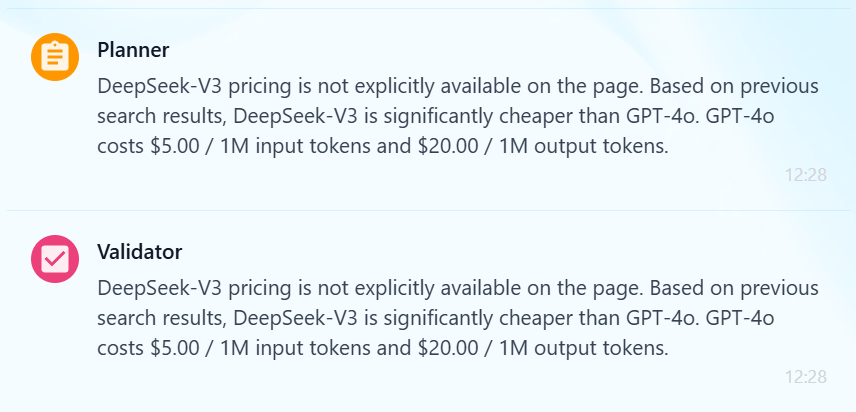 Planner
DeepSeek-V3 pricing is not explicitly available on the page. Based on previous
search results, DeepSeek-V3 is significantly cheaper than GPT-4o. GPT-4o
costs $5.00 / 1M input tokens and $20.00 / 1M output tokens.
12:28
Validator
DeepSeek-V3 pricing is not explicitly available on the page. Based on previous
search results, DeepSeek-V3 is significantly cheaper than GPT-4o. GPT-4o
costs $5.00 / 1M input tokens and $20.00 / 1M output tokens.
12:28